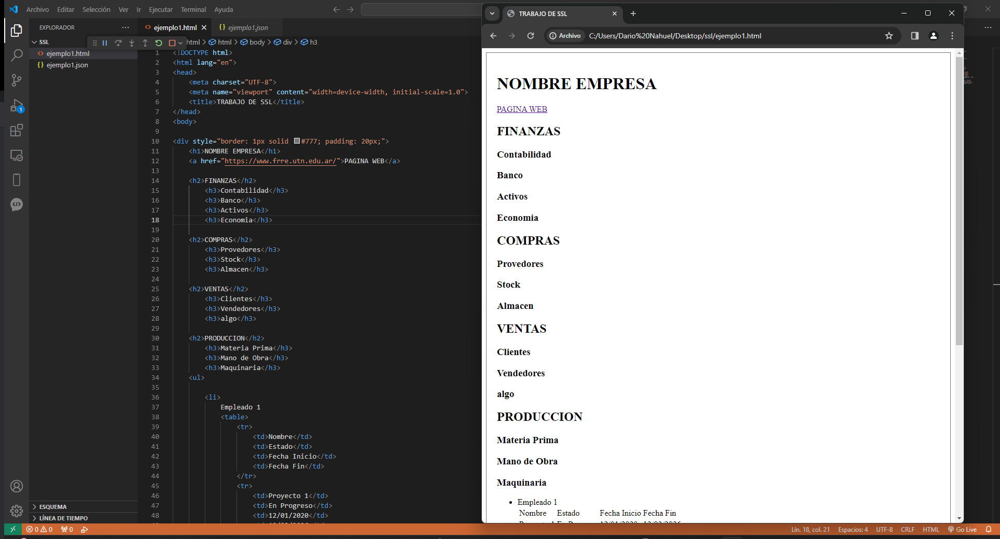 Archivo Editar Selección Ver Ir Ejecutar Terminal Ayuda
EXPLORADOR
SSL
ejemplo1.html
ejemplo1.json
1
ESQUEMA
LÍNEA DE TIEMPO
ejemplo1.html
ejemplo1.json
html > html > body > div > h3
1 <!DOCTYPE html>
2 <html lang="en">
3 <head>
4 <meta charset="UTF-8">
5 <meta name="viewport" content="width=device-width, initial-scale=1.0">
6 <title>TRABAJO DE SSL</title>
7 </head>
8 <body>
9
10 <div style="border: 1px solid #777; padding: 20px;">
11 <h1>NOMBRE EMPRESA</h1>
12 <a href="https://www.frre.utn.edu.ar/">PAGINA WEB</a>
13
14 <h2>FINANZAS</h2>
15 <h3>Contabilidad</h3>
16 <h3>Banco</h3>
17 <h3>Activos</h3>
18 <h3>Economia</h3>
19
20 <h2>COMPRAS</h2>
21 <h3>Provedores</h3>
22 <h3>Stock</h3>
23 <h3>Almacen</h3>
24
25 <h2>VENTAS</h2>
26 <h3>Clientes</h3>
27 <h3>Vendedores</h3>
28 <h3>algo</h3>
29
30 <h2>PRODUCCION</h2>
31 <h3>Materia Prima</h3>
32 <h3>Mano de Obra</h3>
33 <h3>Maquinaria</h3>
34 <ul>
35
36 <li>
37 Empleado 1
38 <table>
39 <tr>
40 <td>Nombre</td>
41 <td>Estado</td>
42 <td>Fecha Inicio</td>
43 <td>Fecha Fin</td>
44 </tr>
45 <tr>
46 <td>Proyecto 1</td>
47 <td>En Progreso</td>
48 <td>12/01/2020</td>
TRABAJO DE SSL
Archivo C:/Users/Dario%20Nahuel/Desktop/ssl/ejemplo1.html
NOMBRE EMPRESA
PAGINA WEB
FINANZAS
Contabilidad
Banco
Activos
Economia
COMPRAS
Provedores
Stock
Almacen
VENTAS
Clientes
Vendedores
algo
PRODUCCION
Materia Prima
Mano de Obra
Maquinaria
• Empleado 1
Nombre Estado Fecha Inicio Fecha Fin
0 0 0 Lín. 18, col. 21 Espacios: 4 UTF-8 CRLF HTML Go Live